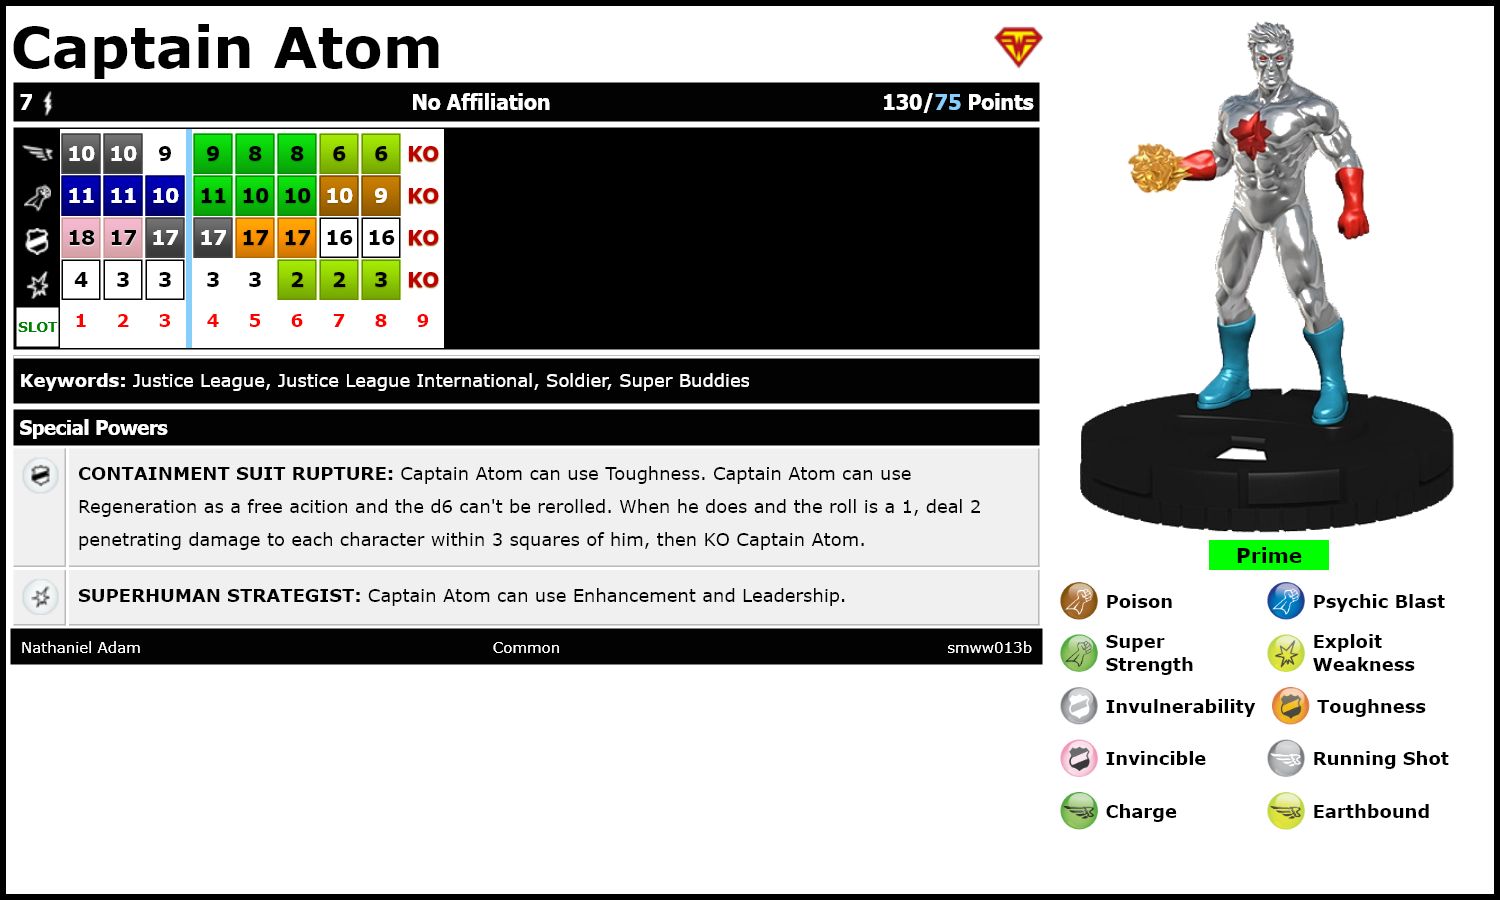 Captain Atom
7 No Affiliation 130/75 Points
10 10 9 9 8 8 6 6 KO
11 11 10 11 10 10 10 9 KO
18 17 17 17 17 17 16 16 KO
4 3 3 3 3 2 2 3 KO
SLOT 1 2 3 4 5 6 7 8 9
Keywords: Justice League, Justice League International, Soldier, Super Buddies
Special Powers
CONTAINMENT SUIT RUPTURE: Captain Atom can use Toughness. Captain Atom can use
Regeneration as a free acition and the d6 can't be rerolled. When he does and the roll is a 1, deal 2
penetrating damage to each character within 3 squares of him, then KO Captain Atom.
SUPERHUMAN STRATEGIST: Captain Atom can use Enhancement and Leadership.
Nathaniel Adam Common smww013b
Prime
Poison Psychic Blast
Super Strength Exploit Weakness
Invulnerability Toughness
Invincible Running Shot
Charge Earthbound